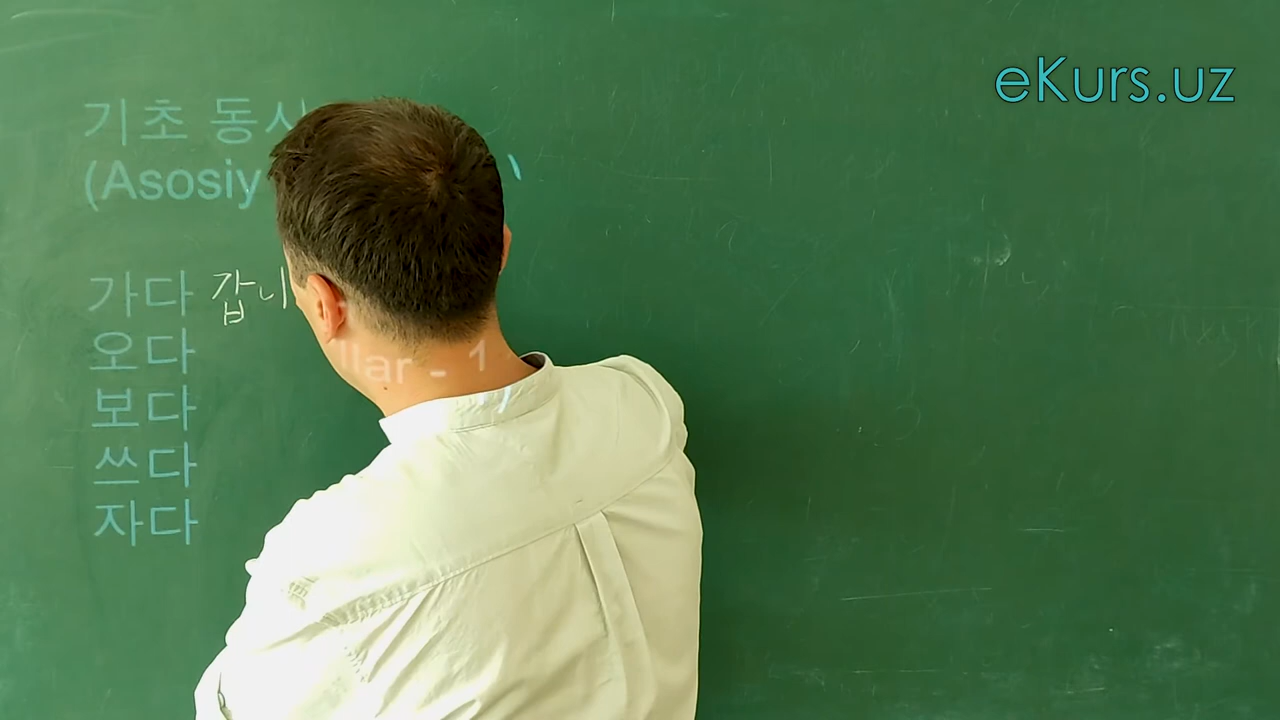 eKurs.uz
기초 동사
(Asosiy
llar - 1
가다 갑니
오다
보다
쓰다
자다